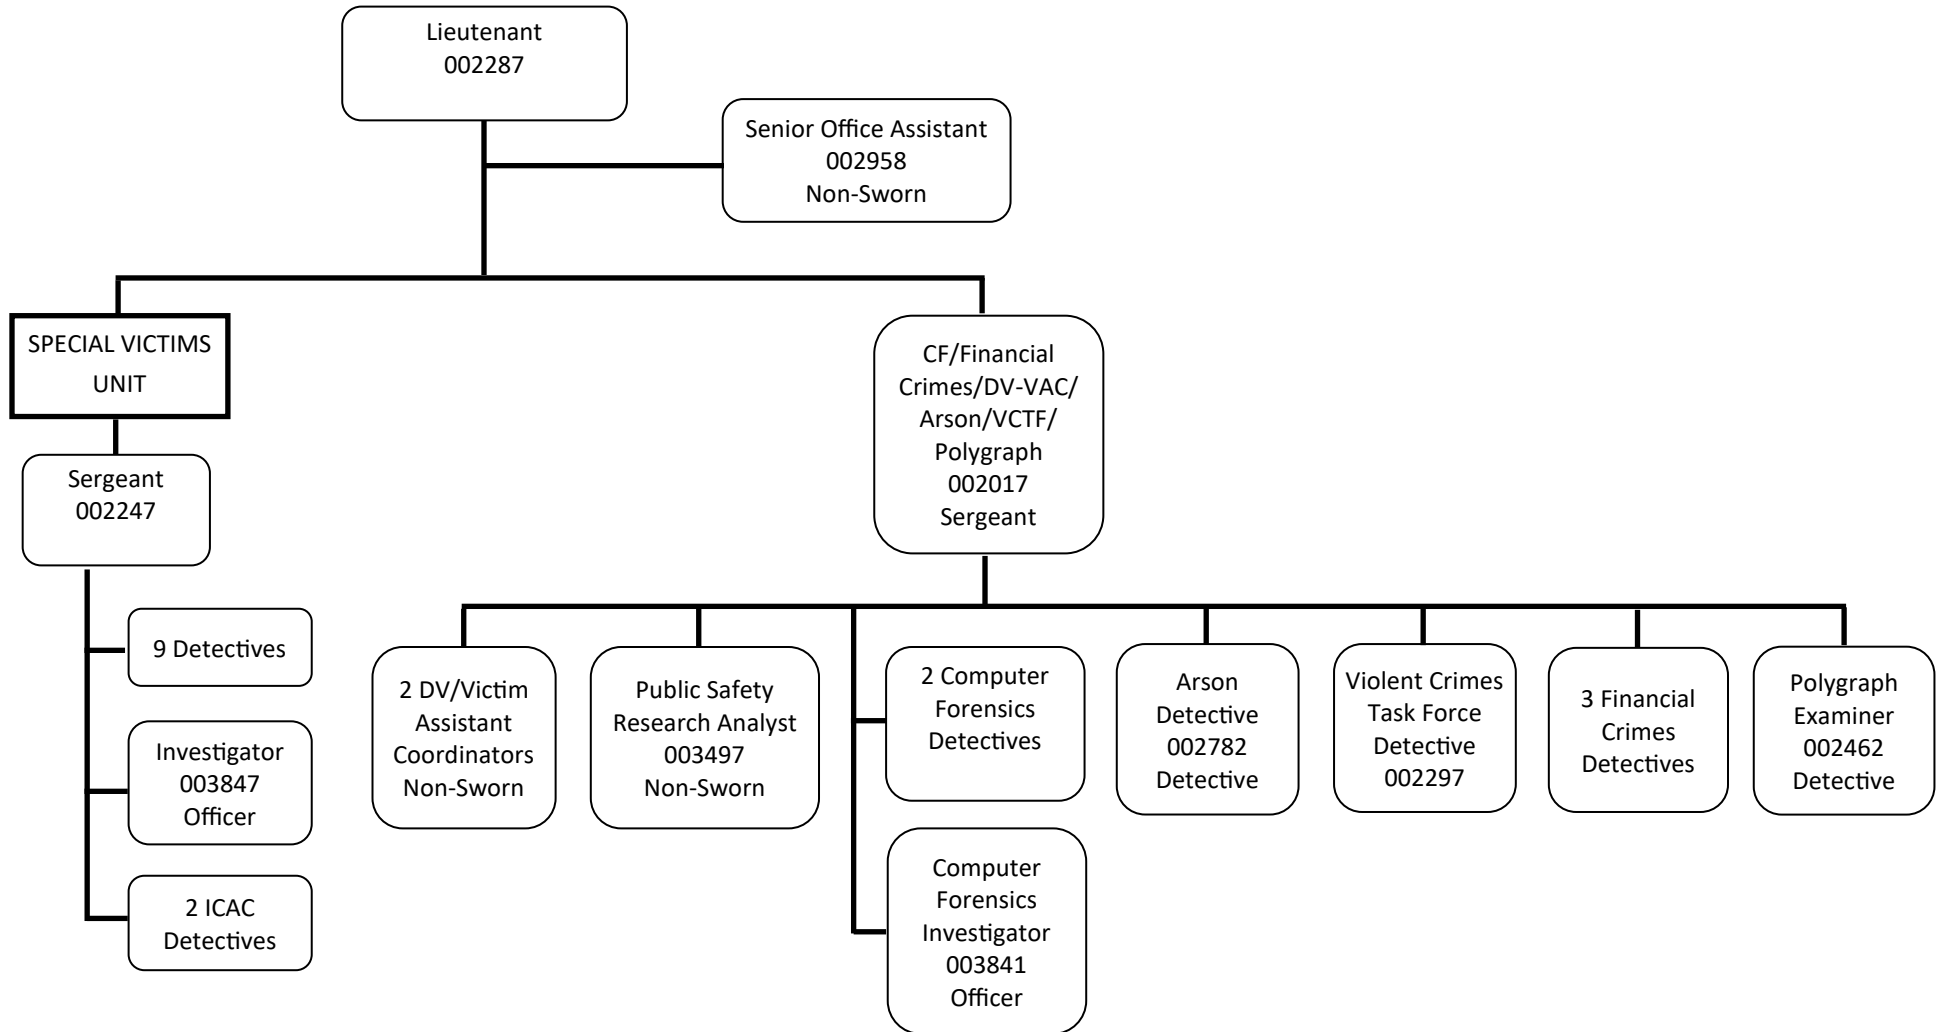 Lieutenant
002287
Senior Office Assistant
002958
Non-Sworn
SPECIAL VICTIMS
UNIT
Sergeant
002247
9 Detectives
Investigator
003847
Officer
2 ICAC
Detectives
CF/Financial
Crimes/DV-VAC/
Arson/VCTF/
Polygraph
002017
Sergeant
2 DV/Victim
Assistant
Coordinators
Non-Sworn
Public Safety
Research Analyst
003497
Non-Sworn
2 Computer
Forensics
Detectives
Computer
Forensics
Investigator
003841
Officer
Arson
Detective
002782
Detective
Violent Crimes
Task Force
Detective
002297
3 Financial
Crimes
Detectives
Polygraph
Examiner
002462
Detective